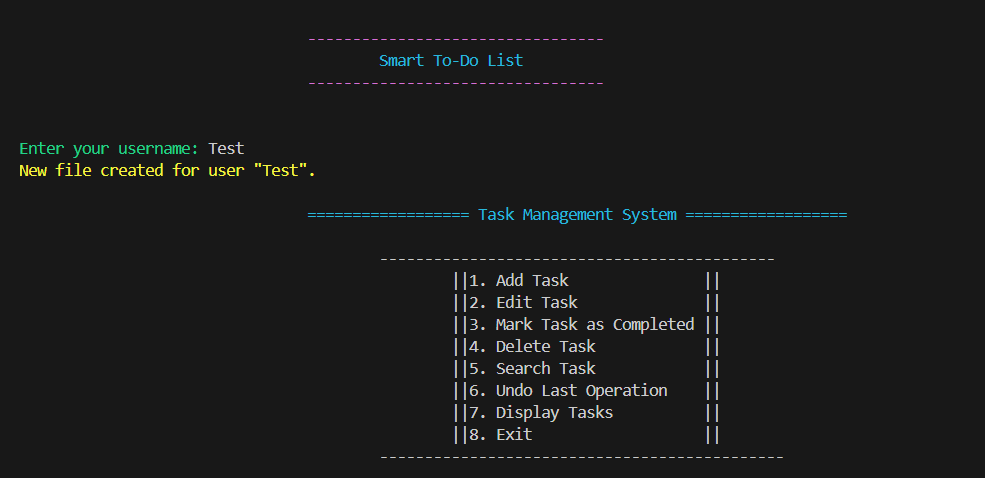 ---------------------------------
Smart To-Do List
---------------------------------
Enter your username: Test
New file created for user "Test".
================== Task Management System ==================
--------------------------------------------
||1. Add Task               ||
||2. Edit Task              ||
||3. Mark Task as Completed ||
||4. Delete Task            ||
||5. Search Task            ||
||6. Undo Last Operation    ||
||7. Display Tasks          ||
||8. Exit                   ||
---------------------------------------------